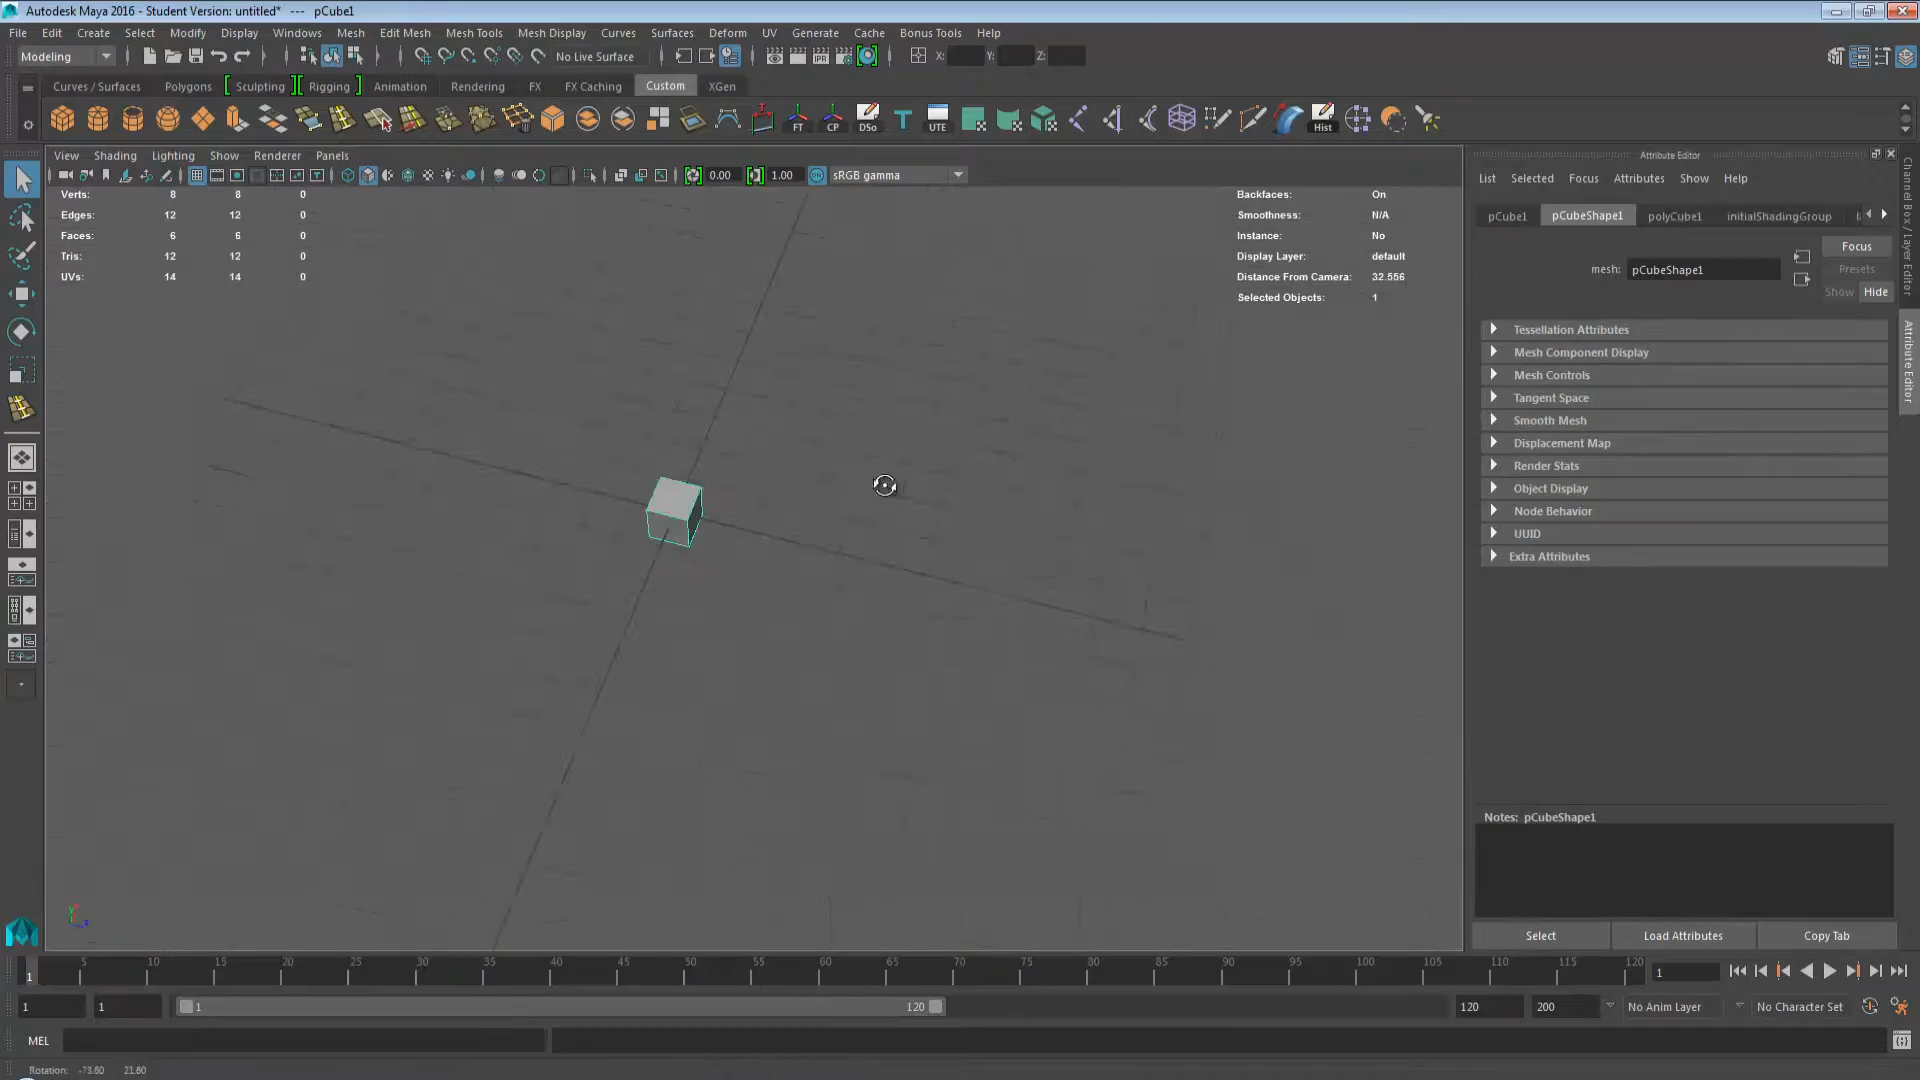 Autodesk Maya 2016 - Student Version: untitled* --- pCube1
File Edit Create Select Modify Display Windows Mesh Edit Mesh Mesh Tools Mesh Display Curves Surfaces Deform UV Generate Cache Bonus Tools Help
Modeling No Live Surface X: Y: Z:
Curves / Surfaces Polygons Sculpting Rigging Animation Rendering FX FX Caching Custom XGen
FT CP DSo UTE Hist
View Shading Lighting Show Renderer Panels
0.00 1.00 sRGB gamma
Verts: 8 8 0
Edges: 12 12 0
Faces: 6 6 0
Tris: 12 12 0
UVs: 14 14 0
Backfaces: On
Smoothness: N/A
Instance: No
Display Layer: default
Distance From Camera: 32.556
Selected Objects: 1
Attribute Editor
List Selected Focus Attributes Show Help
pCube1 pCubeShape1 polyCube1 initialShadingGroup
Focus
Presets
mesh: pCubeShape1
Show Hide
Tessellation Attributes
Mesh Component Display
Mesh Controls
Tangent Space
Smooth Mesh
Displacement Map
Render Stats
Object Display
Node Behavior
UUID
Extra Attributes
Notes: pCubeShape1
Select Load Attributes Copy Tab
Channel Box / Layer Editor
Attribute Editor
5 10 15 20 25 30 35 40 45 50 55 60 65 70 75 80 85 90 95 100 105 110 115 120
1 1
1 1 1 120 120 200 No Anim Layer No Character Set
MEL
Rotation: -73.60 21.60